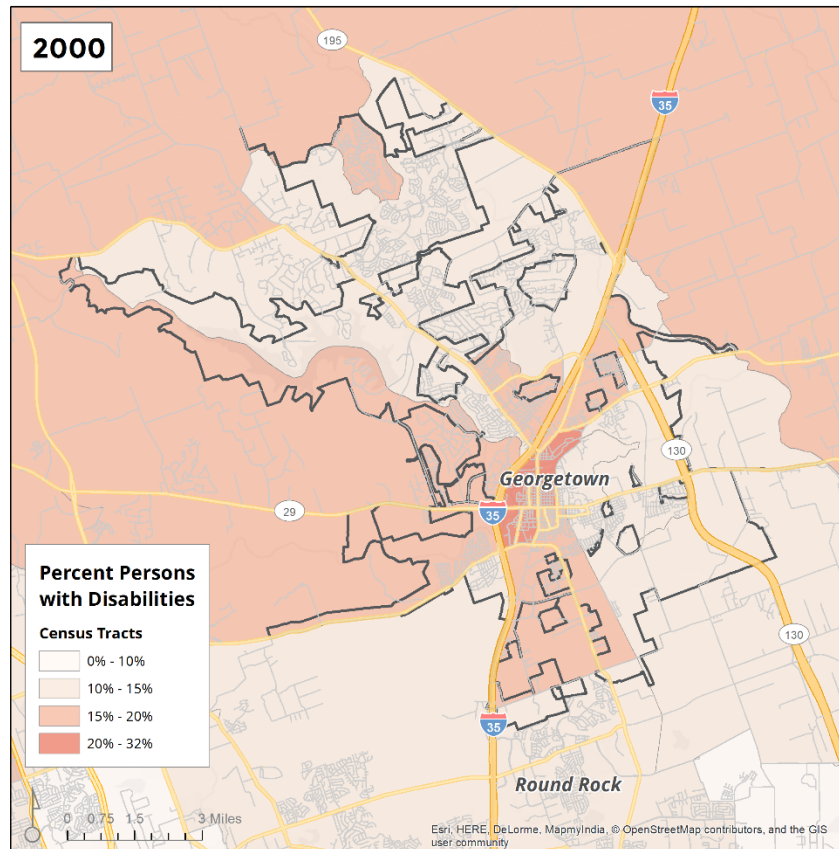 2000
195
35
Georgetown
130
29
35
Percent Persons
with Disabilities
Census Tracts
0% - 10%
10% - 15%
15% - 20%
20% - 32%
130
35
Round Rock
0 0.75 1.5 3 Miles
Esri, HERE, DeLorme, MapmyIndia, © OpenStreetMap contributors, and the GIS
user community